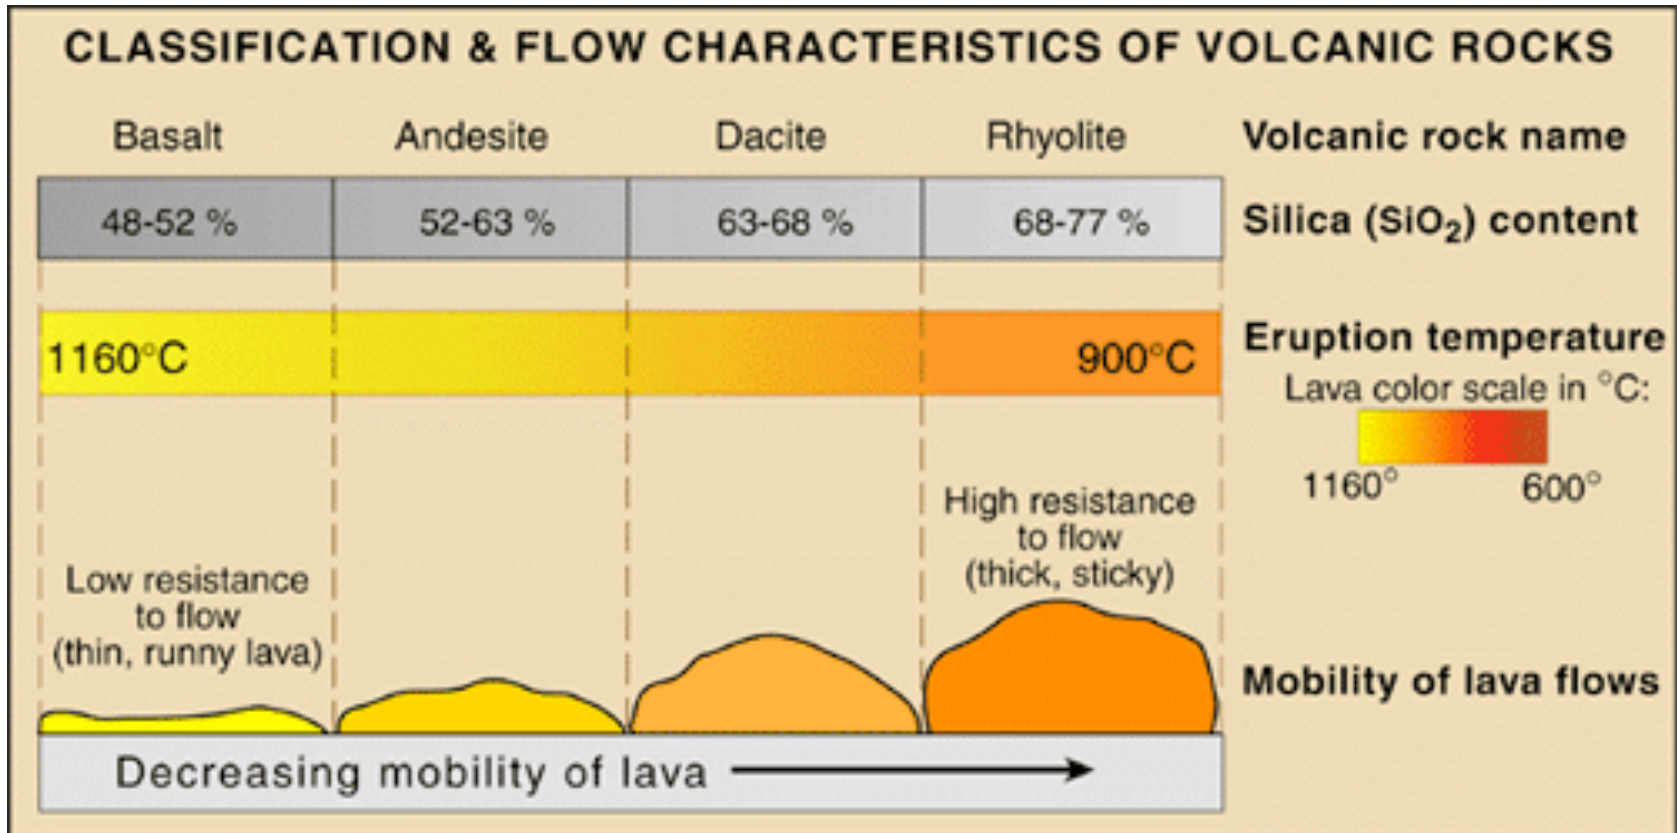 CLASSIFICATION & FLOW CHARACTERISTICS OF VOLCANIC ROCKS
Basalt Andesite Dacite Rhyolite Volcanic rock name
48-52 % 52-63 % 63-68 % 68-77 % Silica (SiO₂) content
1160°C 900°C Eruption temperature
Lava color scale in °C:
1160° 600°
High resistance
to flow
(thick, sticky)
Low resistance
to flow
(thin, runny lava)
Mobility of lava flows
Decreasing mobility of lava